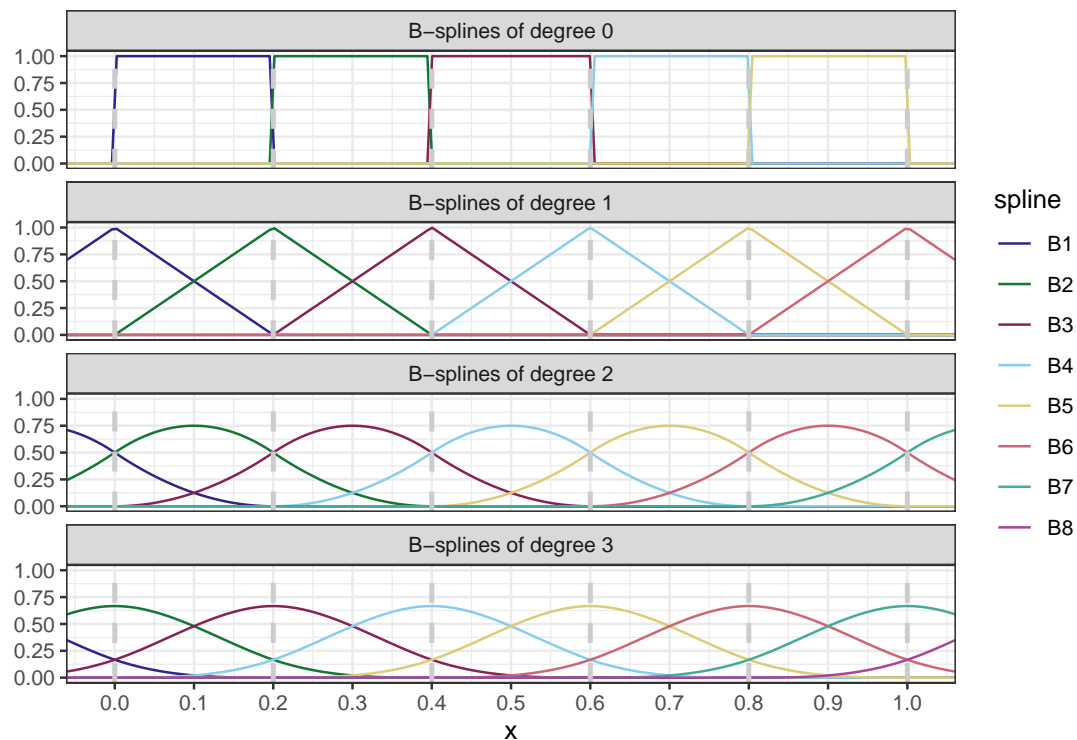 B−splines of degree 0
1.00
0.75
0.50
0.25
0.00
B−splines of degree 1
1.00
0.75
0.50
0.25
0.00
B−splines of degree 2
1.00
0.75
0.50
0.25
0.00
B−splines of degree 3
1.00
0.75
0.50
0.25
0.00
0.0 0.1 0.2 0.3 0.4 0.5 0.6 0.7 0.8 0.9 1.0
x
spline
B1
B2
B3
B4
B5
B6
B7
B8